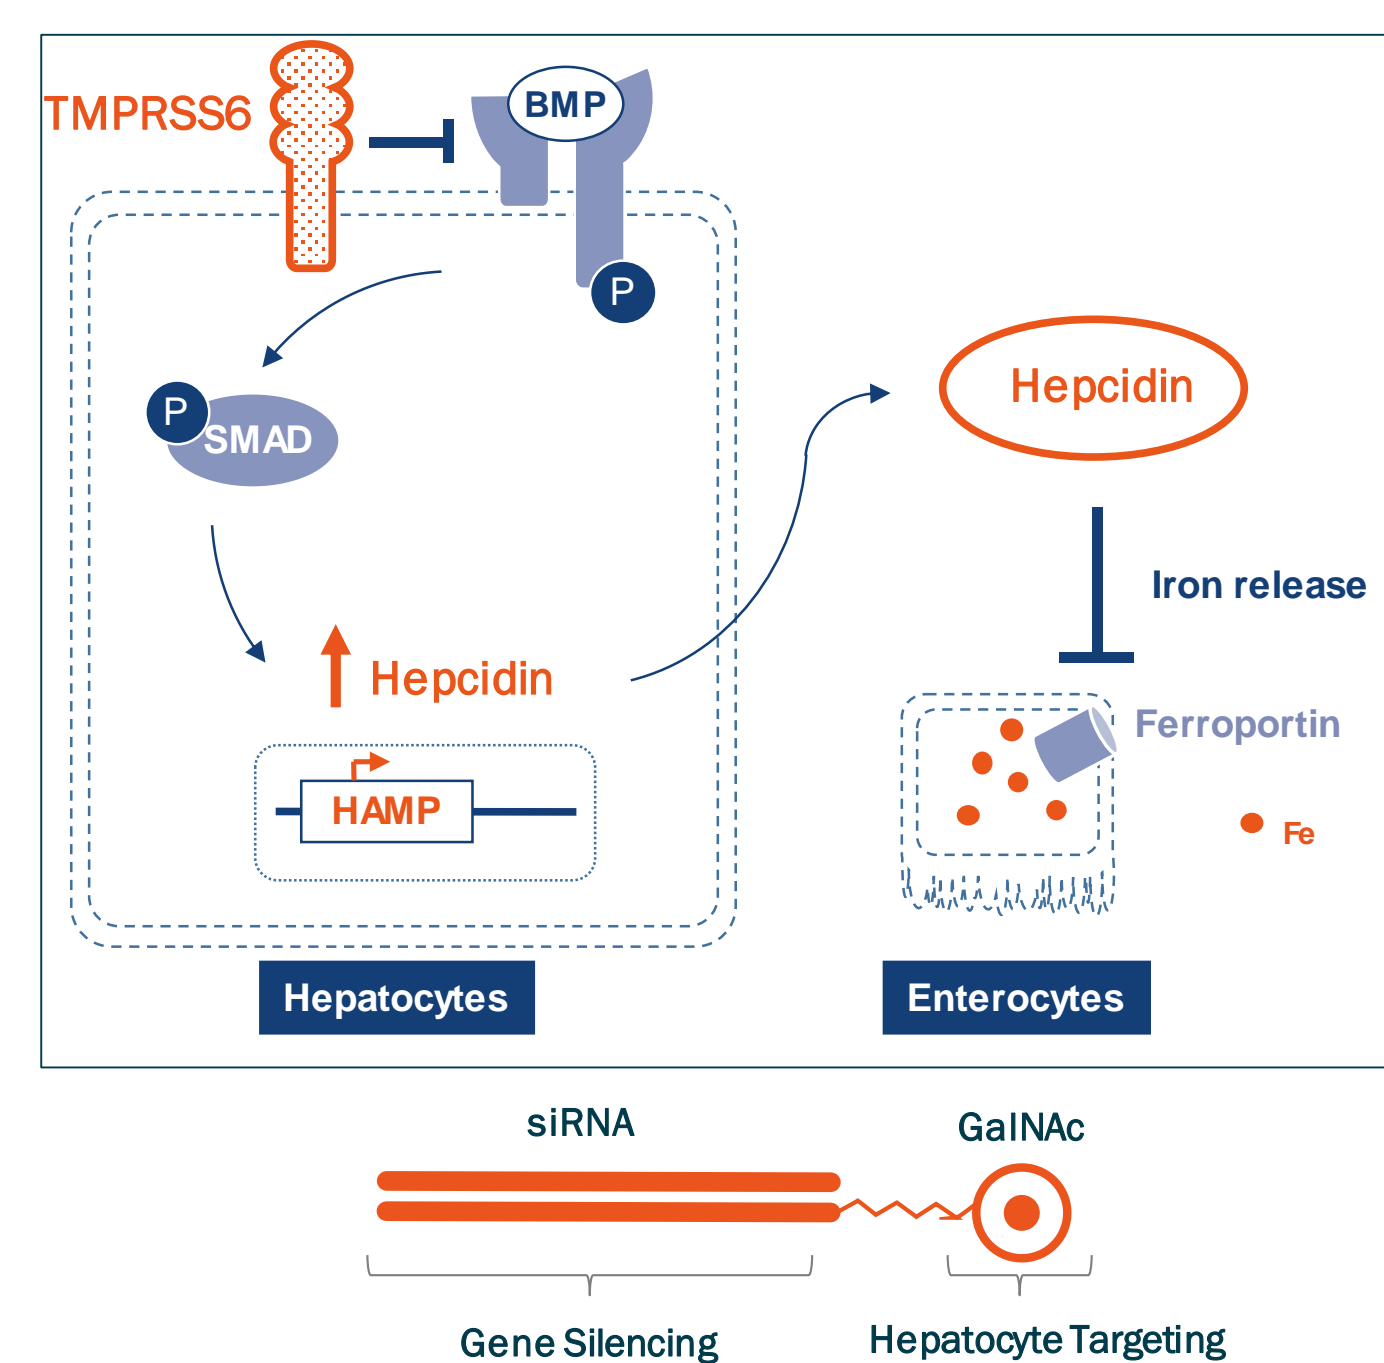 TMPRSS6
BMP
P
P
SMAD
Hepcidin
HAMP
Hepatocytes
Hepcidin
Iron release
Ferroportin
Fe
Enterocytes
siRNA
GalNAc
Gene Silencing
Hepatocyte Targeting